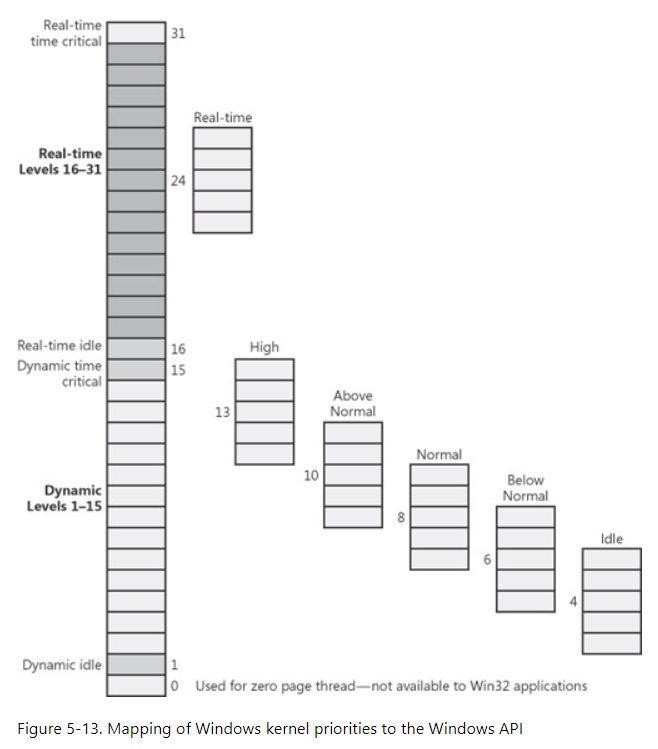 Real-time
time critical
31
Real-time
Real-time
Levels 16–31
24
Real-time idle
16
Dynamic time
critical
15
High
13
Above
Normal
10
Normal
8
Below
Normal
6
Idle
4
Dynamic
Levels 1–15
Dynamic idle
1
0 Used for zero page thread—not available to Win32 applications
Figure 5-13. Mapping of Windows kernel priorities to the Windows API